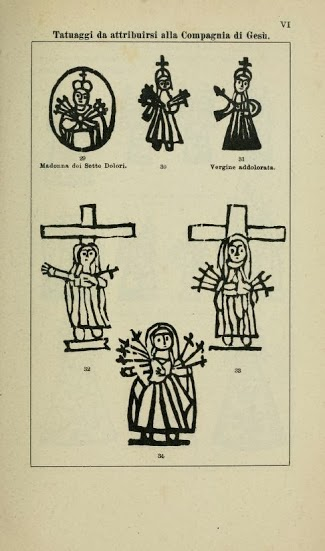 VI
Tatuaggi da attribuirsi alla Compagnia di Gesù.
29
Madonna dei Sette Dolori.
30
31
Vergine addolorata.
32
33
34